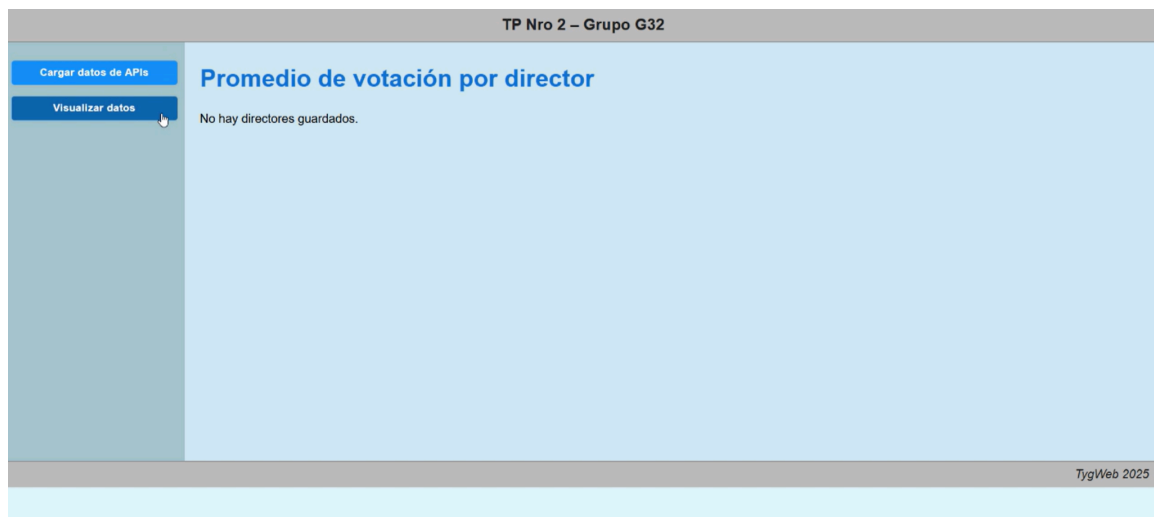 TP Nro 2 – Grupo G32
Cargar datos de APIs
Visualizar datos
Promedio de votación por director
No hay directores guardados.
TygWeb 2025